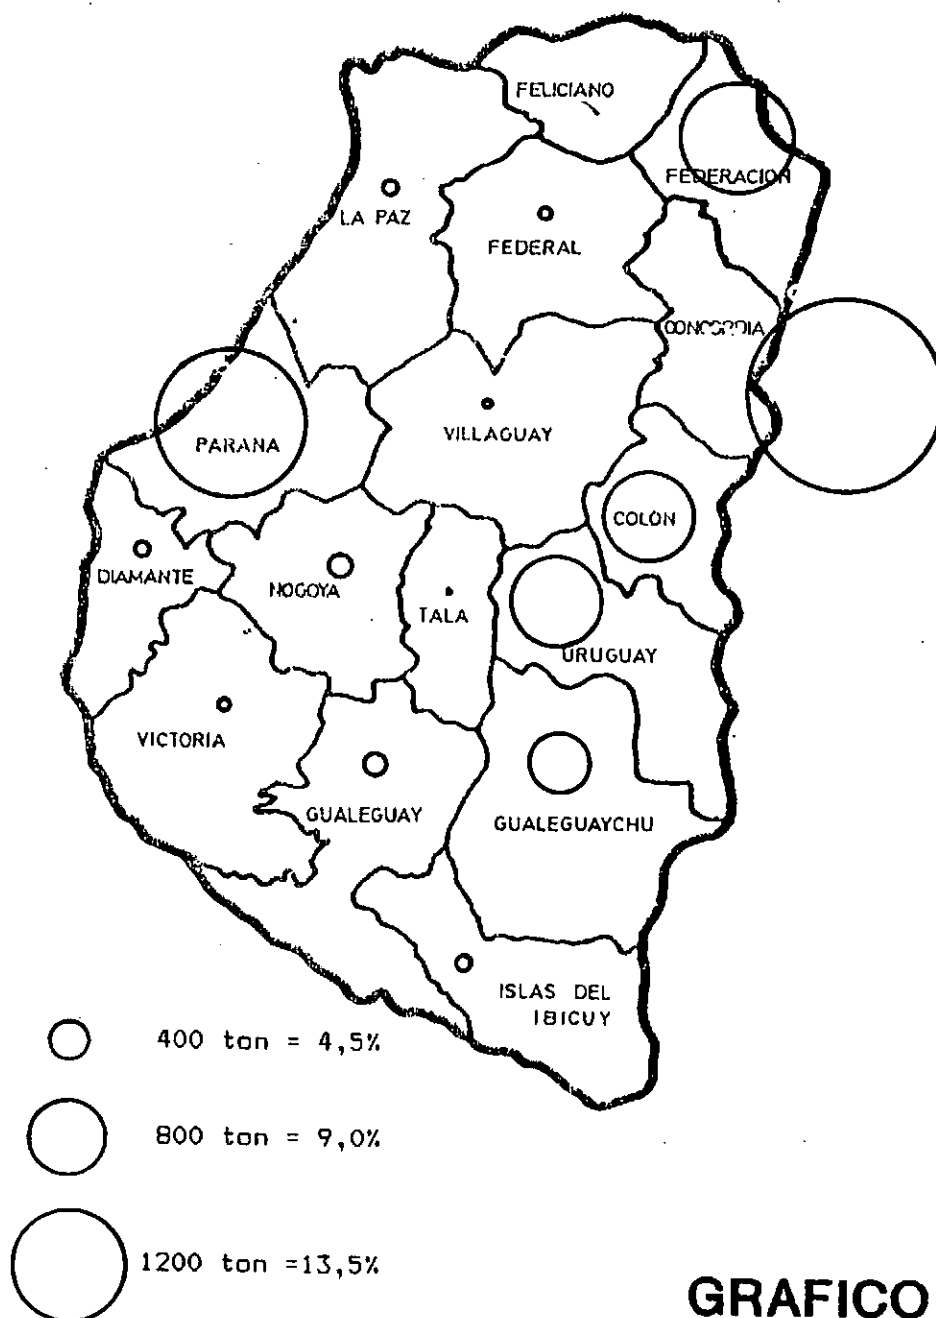 FELICIANO
FEDERACION
LA PAZ
FEDERAL
CONCORDIA
PARANA
VILLAGUAY
COLON
DIAMANTE
NOGOYA
TALA
URUGUAY
VICTORIA
GUALEGUAY
GUALEGUAYCHU
ISLAS DEL
IBICUY
400 ton = 4,5%
800 ton = 9,0%
1200 ton =13,5%
GRAFICO